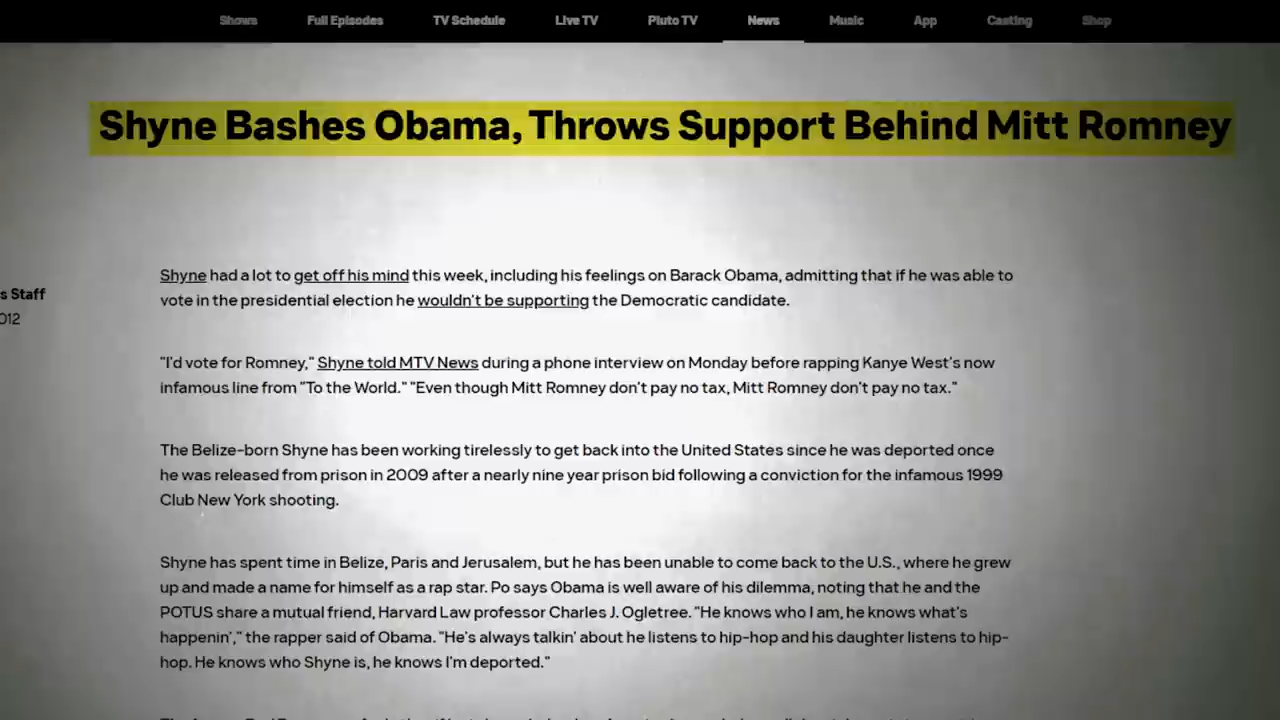 Shows Full Episodes TV Schedule Live TV Pluto TV News Music App Casting Shop
Shyne Bashes Obama, Throws Support Behind Mitt Romney
s Staff
012
Shyne had a lot to get off his mind this week, including his feelings on Barack Obama, admitting that if he was able to
vote in the presidential election he wouldn't be supporting the Democratic candidate.
"I'd vote for Romney," Shyne told MTV News during a phone interview on Monday before rapping Kanye West's now
infamous line from "To the World." "Even though Mitt Romney don't pay no tax, Mitt Romney don't pay no tax."
The Belize-born Shyne has been working tirelessly to get back into the United States since he was deported once
he was released from prison in 2009 after a nearly nine year prison bid following a conviction for the infamous 1999
Club New York shooting.
Shyne has spent time in Belize, Paris and Jerusalem, but he has been unable to come back to the U.S., where he grew
up and made a name for himself as a rap star. Po says Obama is well aware of his dilemma, noting that he and the
POTUS share a mutual friend, Harvard Law professor Charles J. Ogletree. "He knows who I am, he knows what's
happenin'," the rapper said of Obama. "He's always talkin' about he listens to hip-hop and his daughter listens to hip-
hop. He knows who Shyne is, he knows I'm deported."